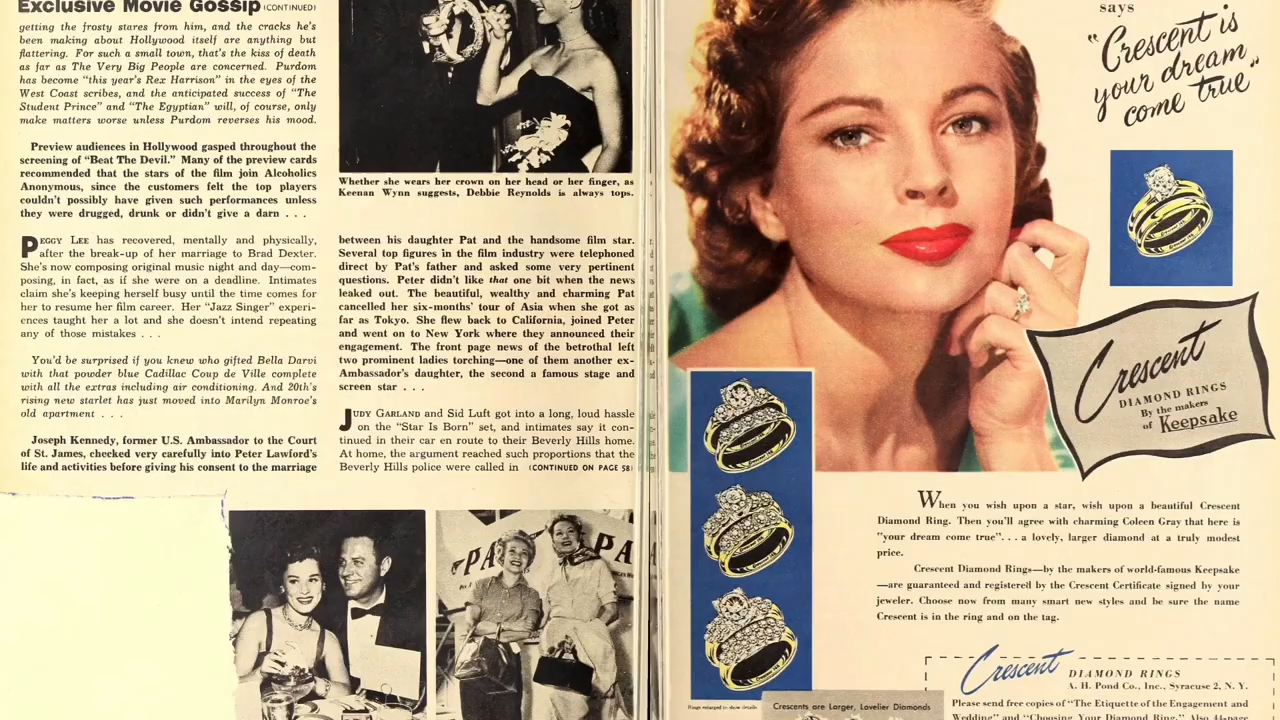 Exclusive Movie Gossip (CONTINUED)
getting the frosty stares from him, and the cracks he's
been making about Hollywood itself are anything but
flattering. For such a small town, that's the kiss of death
as far as The Very Big People are concerned. Purdom
has become "this year's Rex Harrison" in the eyes of the
West Coast scribes, and the anticipated success of "The
Student Prince" and "The Egyptian" will, of course, only
make matters worse unless Purdom reverses his mood.
Preview audiences in Hollywood gasped throughout the
screening of "Beat The Devil." Many of the preview cards
recommended that the stars of the film join Alcoholics
Anonymous, since the customers felt the top players
couldn't possibly have given such performances unless
they were drugged, drunk or didn't give a darn . . .
PEGGY LEE has recovered, mentally and physically,
after the break-up of her marriage to Brad Dexter.
She's now composing original music night and day—com-
posing, in fact, as if she were on a deadline. Intimates
claim she's keeping herself busy until the time comes for
her to resume her film career. Her "Jazz Singer" experi-
ences taught her a lot and she doesn't intend repeating
any of those mistakes . . .
You'd be surprised if you knew who gifted Bella Darvi
with that powder blue Cadillac Coup de Ville complete
with all the extras including air conditioning. And 20th's
rising new starlet has just moved into Marilyn Monroe's
old apartment . . .
Joseph Kennedy, former U.S. Ambassador to the Court
of St. James, checked very carefully into Peter Lawford's
life and activities before giving his consent to the marriage
Whether she wears her crown on her head or her finger, as
Keenan Wynn suggests, Debbie Reynolds is always tops.
between his daughter Pat and the handsome film star.
Several top figures in the film industry were telephoned
direct by Pat's father and asked some very pertinent
questions. Peter didn't like that one bit when the news
leaked out. The beautiful, wealthy and charming Pat
cancelled her six-months' tour of Asia when she got as
far as Tokyo. She flew back to California, joined Peter
and went on to New York where they announced their
engagement. The front page news of the betrothal left
two prominent ladies torching—one of them another ex-
Ambassador's daughter, the second a famous stage and
screen star . . .
JUDY GARLAND and Sid Luft got into a long, loud hassle
on the "Star Is Born" set, and intimates say it con-
tinued in their car en route to their Beverly Hills home.
At home, the argument reached such proportions that the
Beverly Hills police were called in (CONTINUED ON PAGE 58)
PA
PA
says
"Crescent is
your dream
come true"
Crescent
DIAMOND RINGS
By the makers
of Keepsake
When you wish upon a star, wish upon a beautiful Crescent
Diamond Ring. Then you'll agree with charming Coleen Gray that here is
"your dream come true". . . a lovely, larger diamond at a truly modest
price.
Crescent Diamond Rings—by the makers of world-famous Keepsake
—are guaranteed and registered by the Crescent Certificate signed by your
jeweler. Choose now from many smart new styles and be sure the name
Crescent is in the ring and on the tag.
Rings enlarged to show details
Crescents are Larger, Lovelier Diamonds
Crescent DIAMOND RINGS
A. H. Pond Co., Inc., Syracuse 2, N. Y.
Please send free copies of "The Etiquette of the Engagement and
Wedding" and "Choosing Your Diamond Ring." Also 44-page